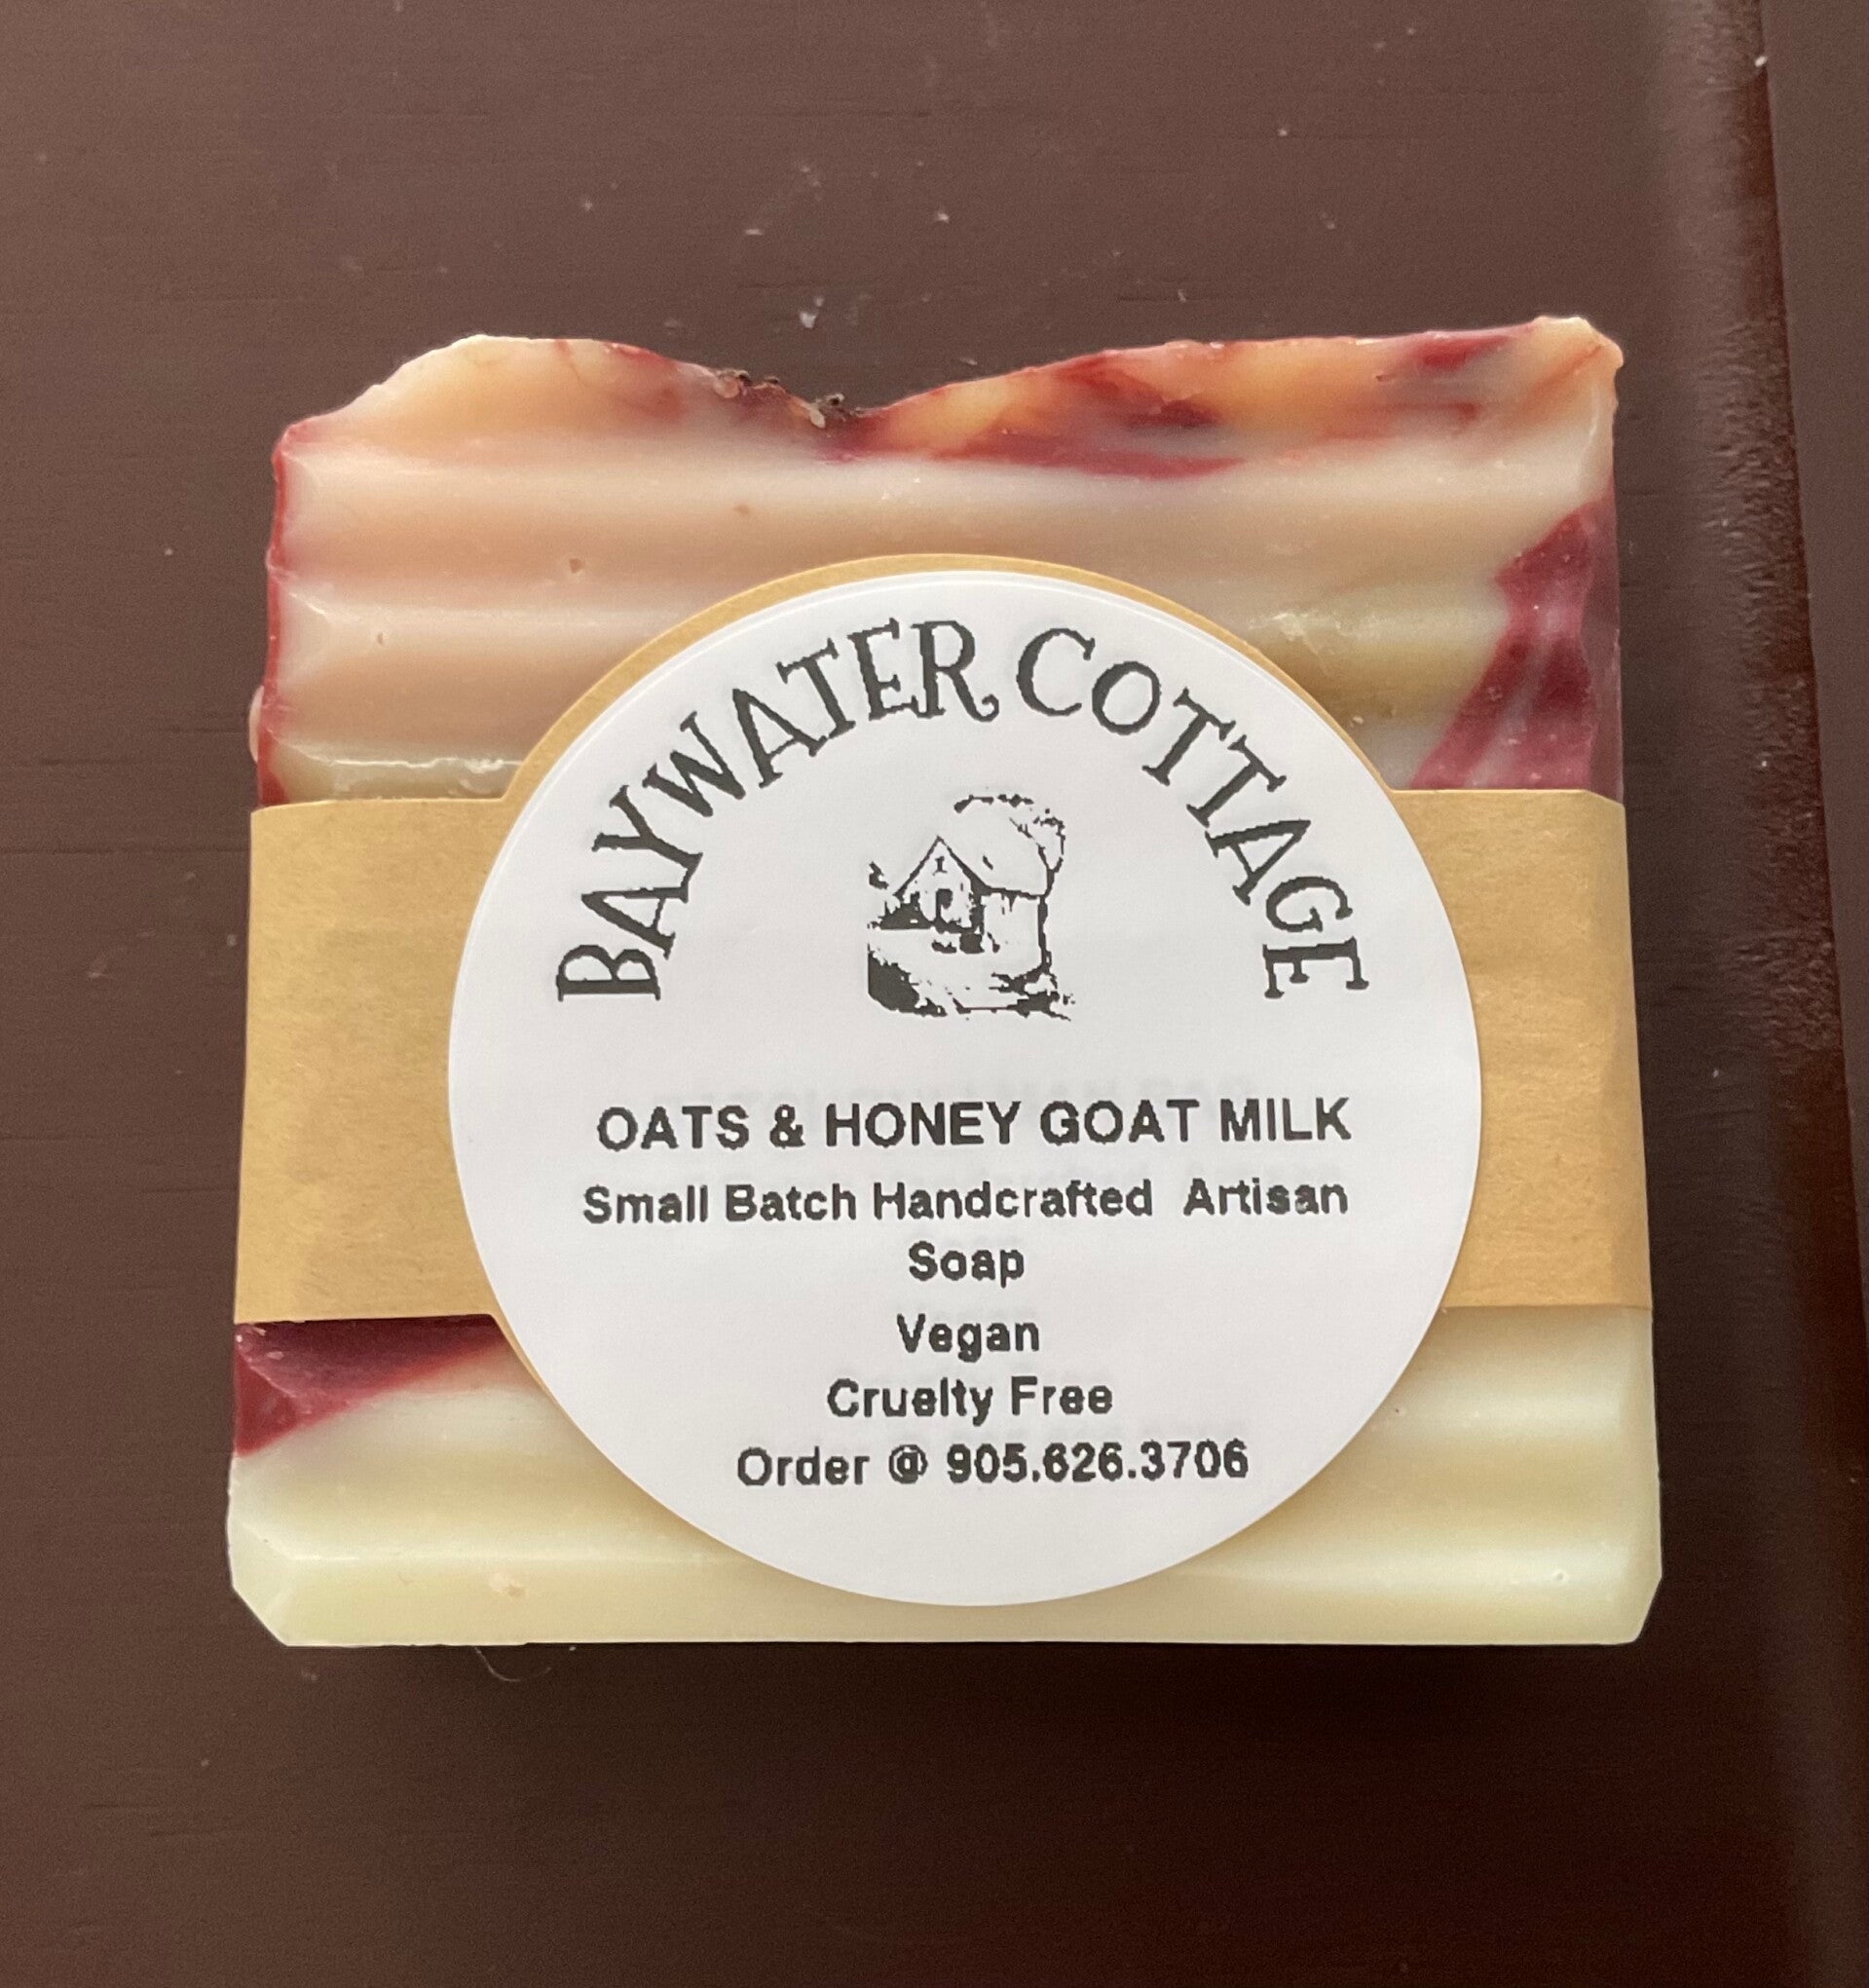 BAYWATER COTTAGE
OATS & HONEY GOAT MILK
Small Batch Handcrafted Artisan
Soap
Vegan
Cruelty Free
Order @ 905.626.3706